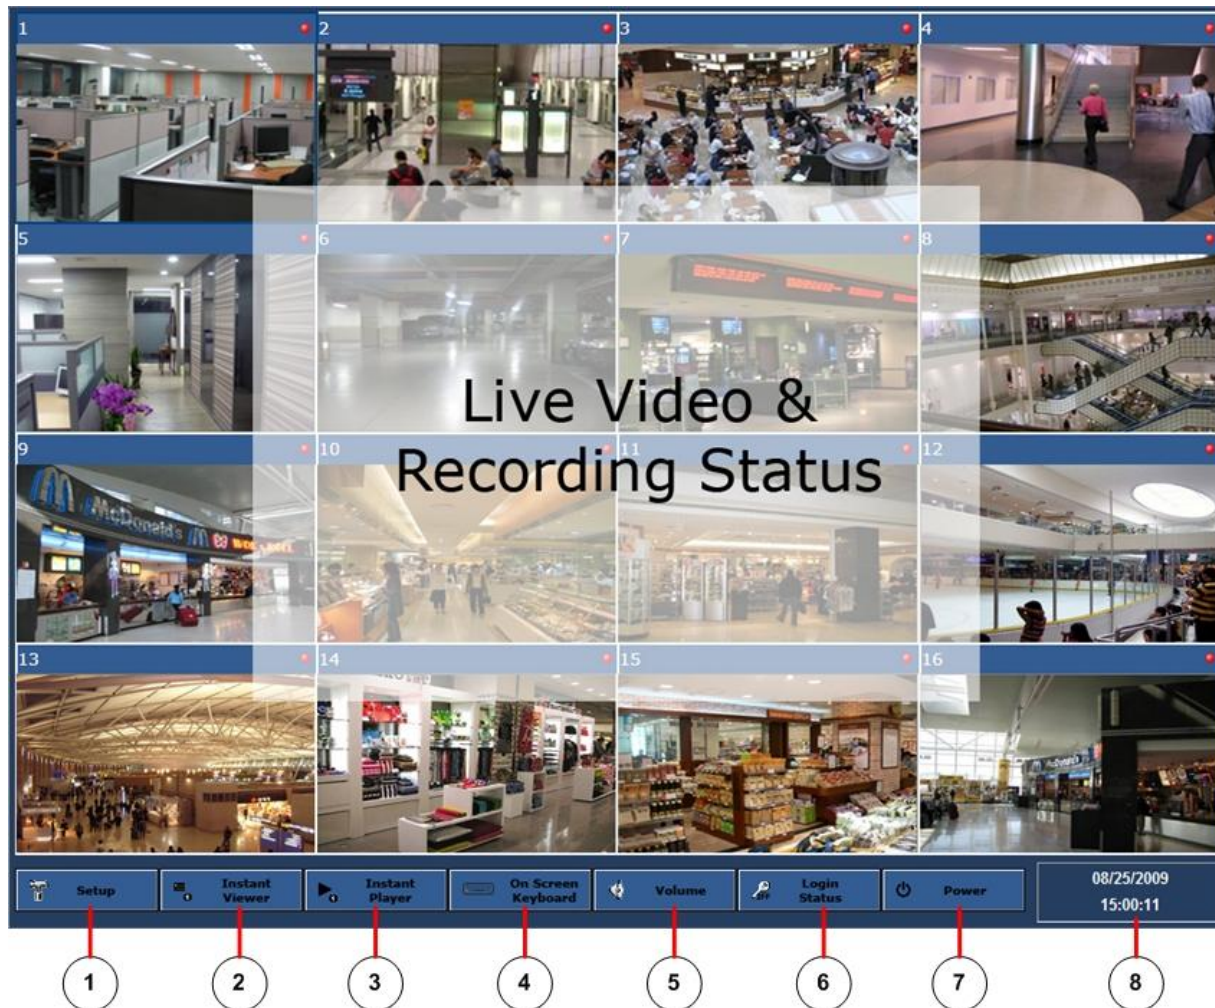 1
2
3
4
5
6
7
8
Live Video &
Recording Status
9
10
11
12
McDonald's
13
14
15
16
McDonald's
Setup
Instant
Viewer
Instant
Player
On Screen
Keyboard
Volume
OFF
Login
Status
Power
08/25/2009
15:00:11
1
2
3
4
5
6
7
8